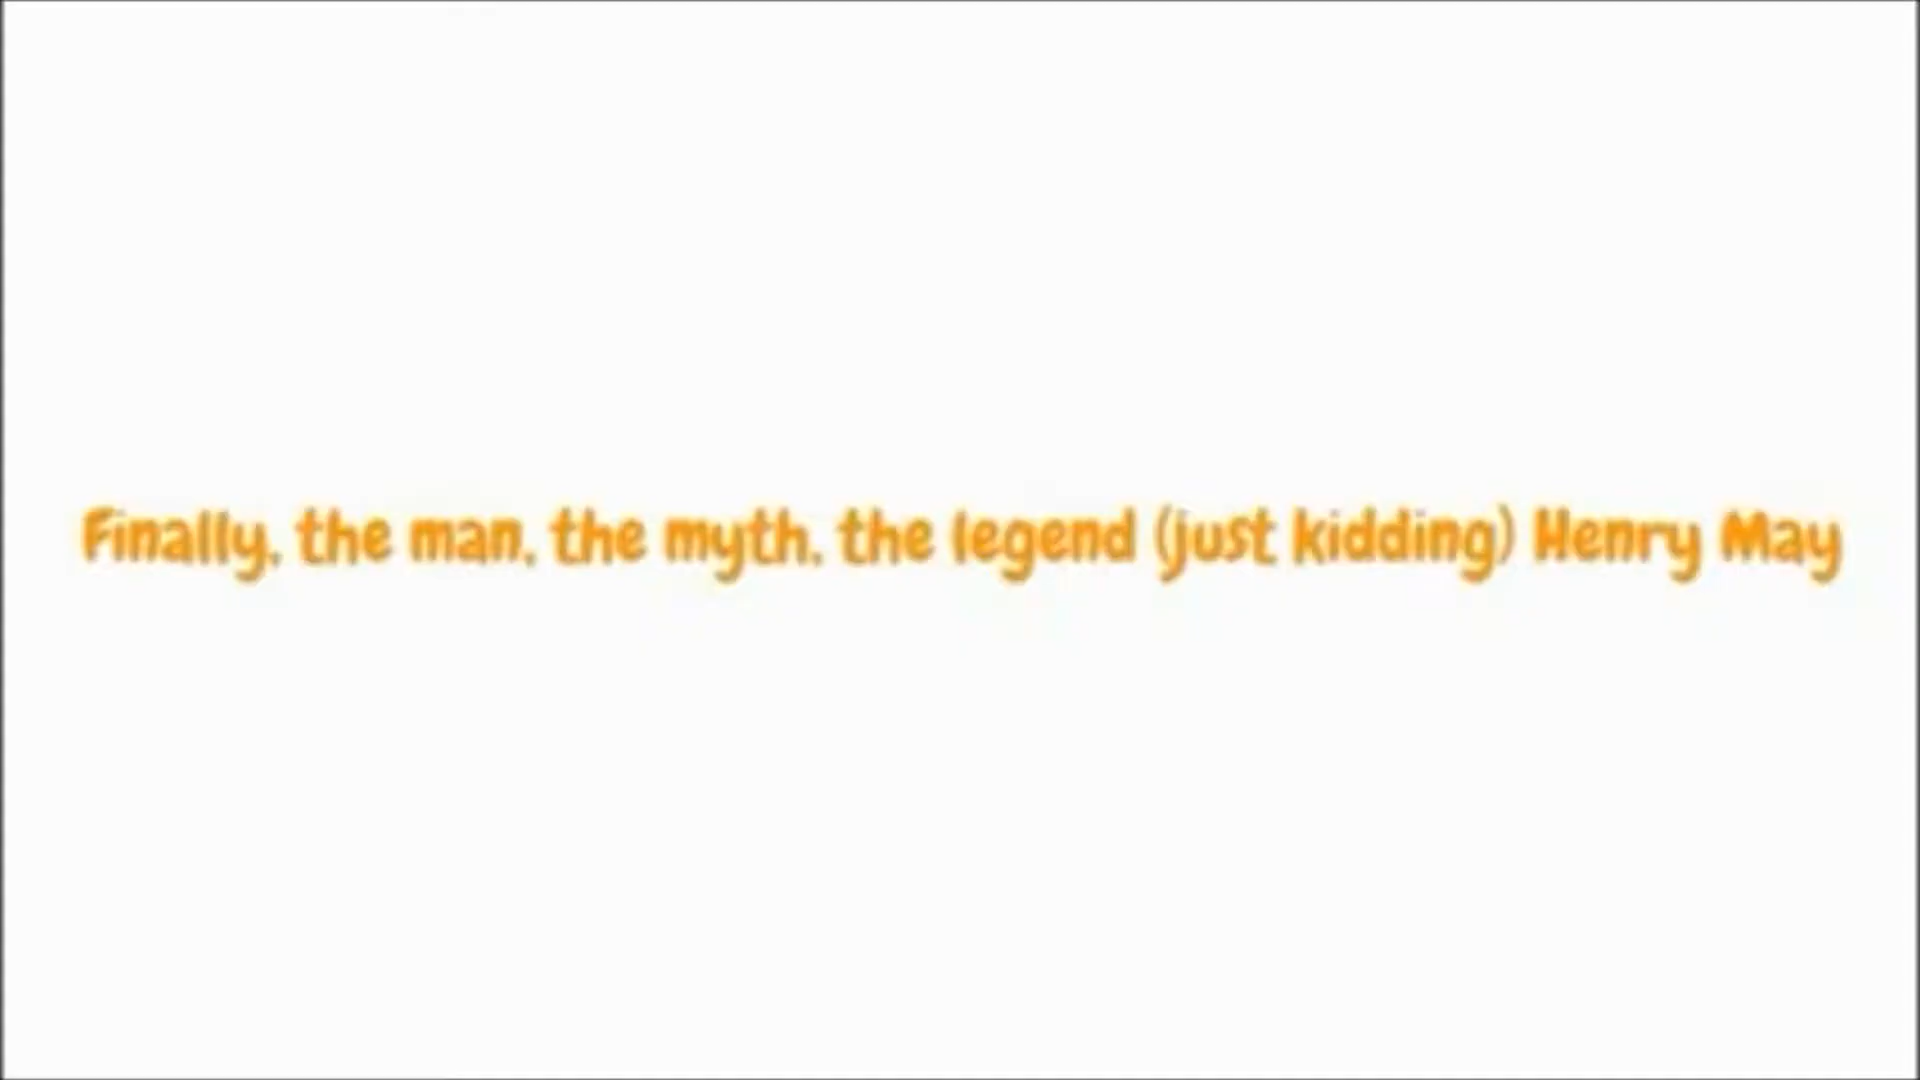 Finally, the man, the myth, the legend (just kidding) Henry May